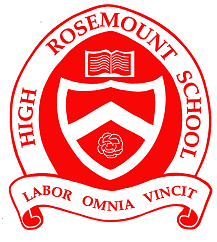 HIGH ROSEMOUNT SCHOOL
LABOR OMNIA VINCIT